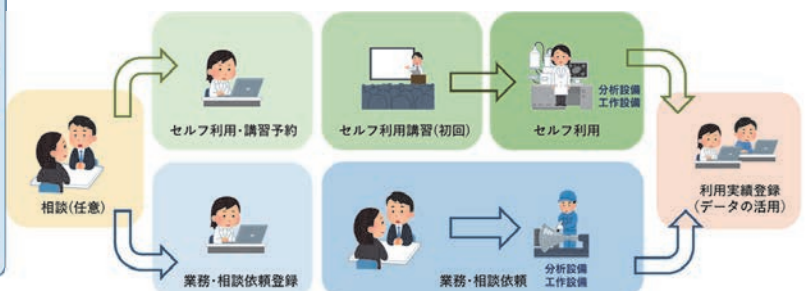 相談(任意)
セルフ利用・講習予約
セルフ利用講習(初回)
分析設備
工作設備
セルフ利用
業務・相談依頼登録
業務・相談依頼
分析設備
工作設備
利用実績登録
(データの活用)